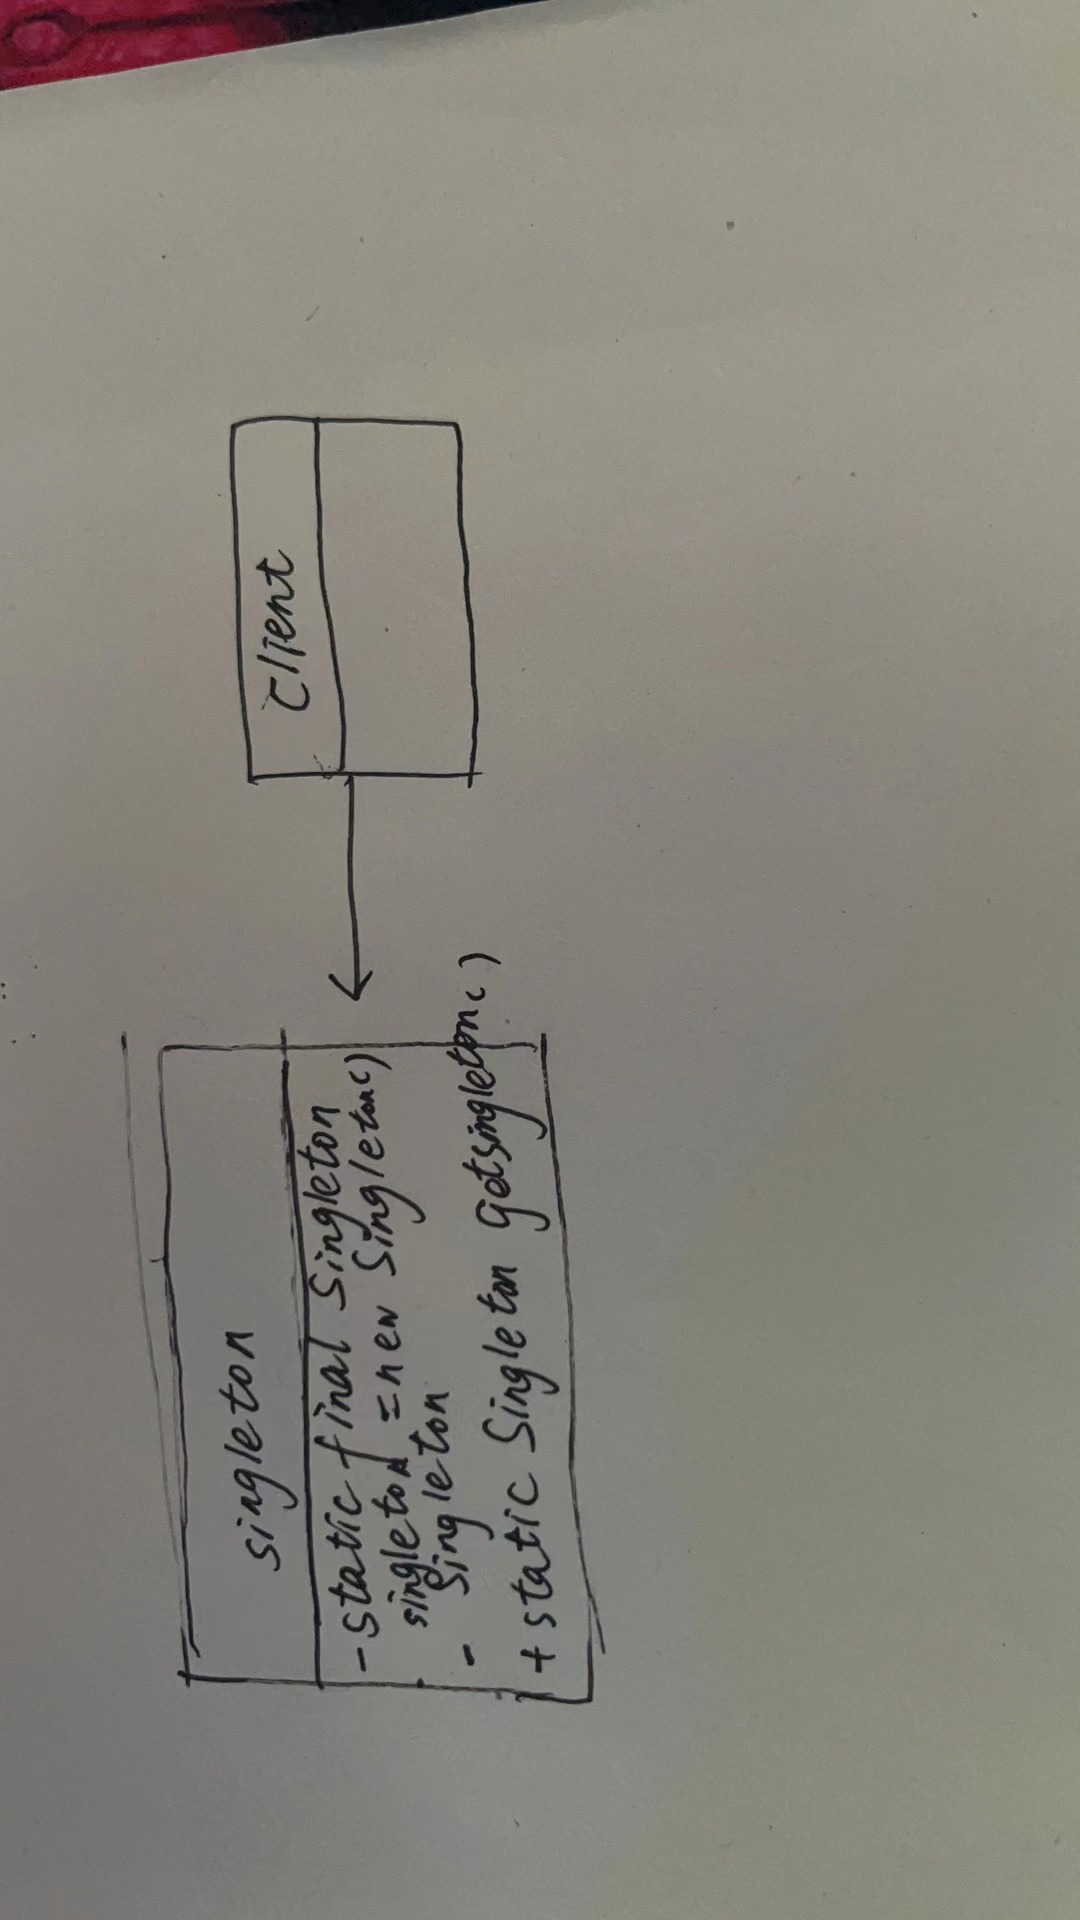 singleton
-static final Singleton
singleton = new Singleton()
- Singleton
+ static Singleton Getsingleton()
Client